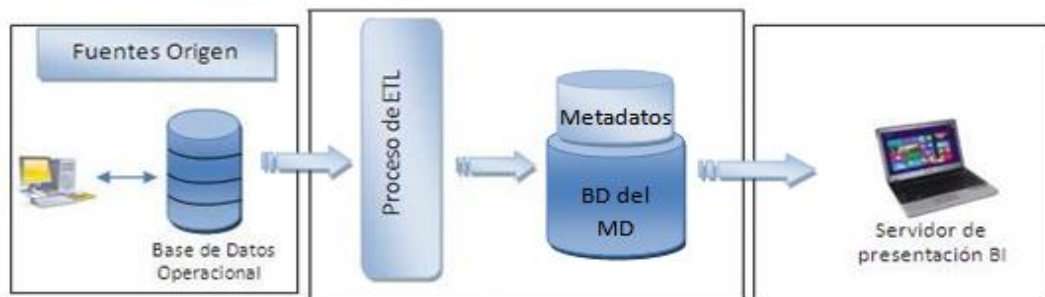 Fuentes Origen
Base de Datos
Operacional
Proceso de ETL
Metadatos
BD del
MD
Servidor de
presentación BI